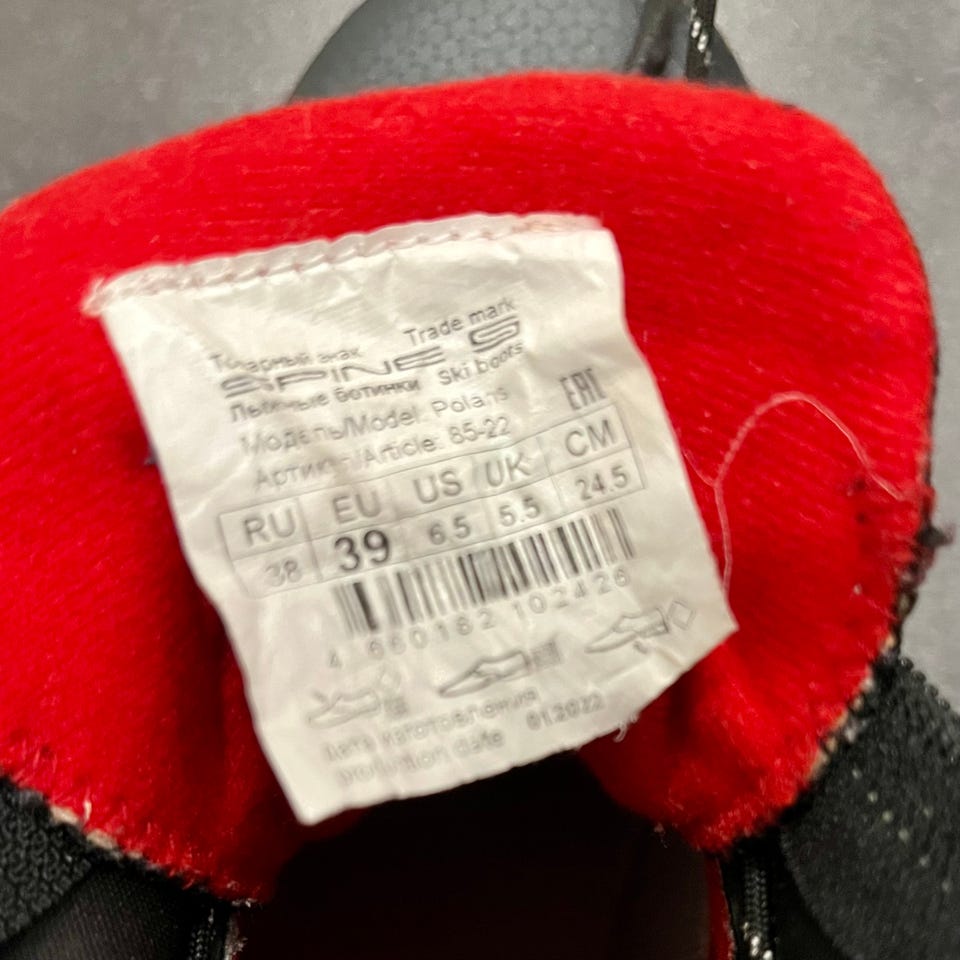 Товарный знак Trade mark
SPINE
Лыжные ботинки Ski boots
Модель/Model: Polaris
Артикул/Article: 85-22
EAC
RU EU US UK CM
38 39 6.5 5.5 24.5
4 660182 102426
Дата изготовления
production date 01.2022